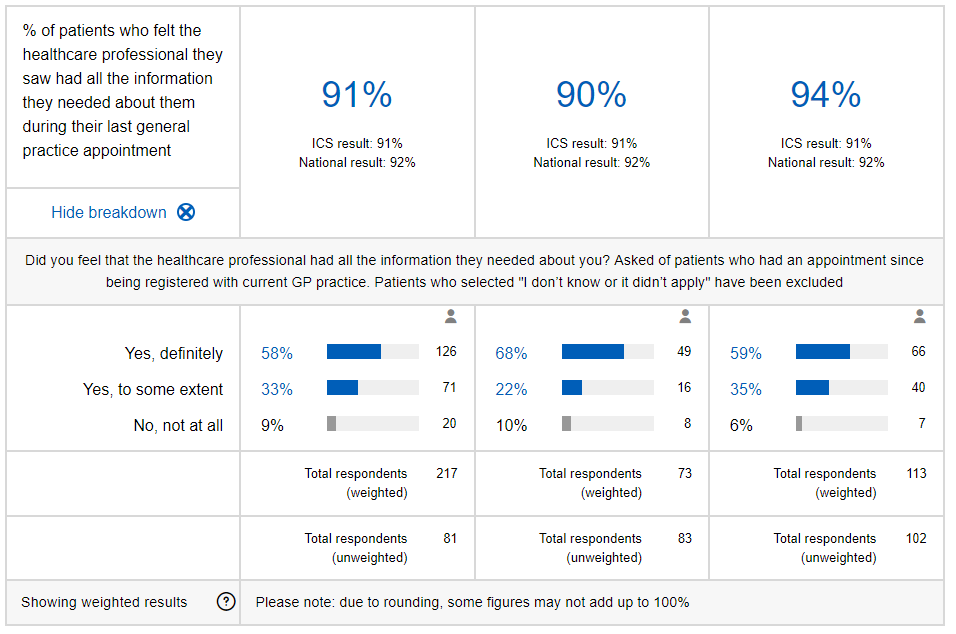 % of patients who felt the
healthcare professional they
saw had all the information
they needed about them
during their last general
practice appointment
Hide breakdown
91%
ICS result: 91%
National result: 92%
90%
ICS result: 91%
National result: 92%
94%
ICS result: 91%
National result: 92%
Did you feel that the healthcare professional had all the information they needed about you? Asked of patients who had an appointment since
being registered with current GP practice. Patients who selected "I don’t know or it didn’t apply" have been excluded
Yes, definitely 58% 126 68% 49 59% 66
Yes, to some extent 33% 71 22% 16 35% 40
No, not at all 9% 20 10% 8 6% 7
Total respondents 217 Total respondents 73 Total respondents 113
(weighted) (weighted) (weighted)
Total respondents 81 Total respondents 83 Total respondents 102
(unweighted) (unweighted) (unweighted)
Showing weighted results ? Please note: due to rounding, some figures may not add up to 100%